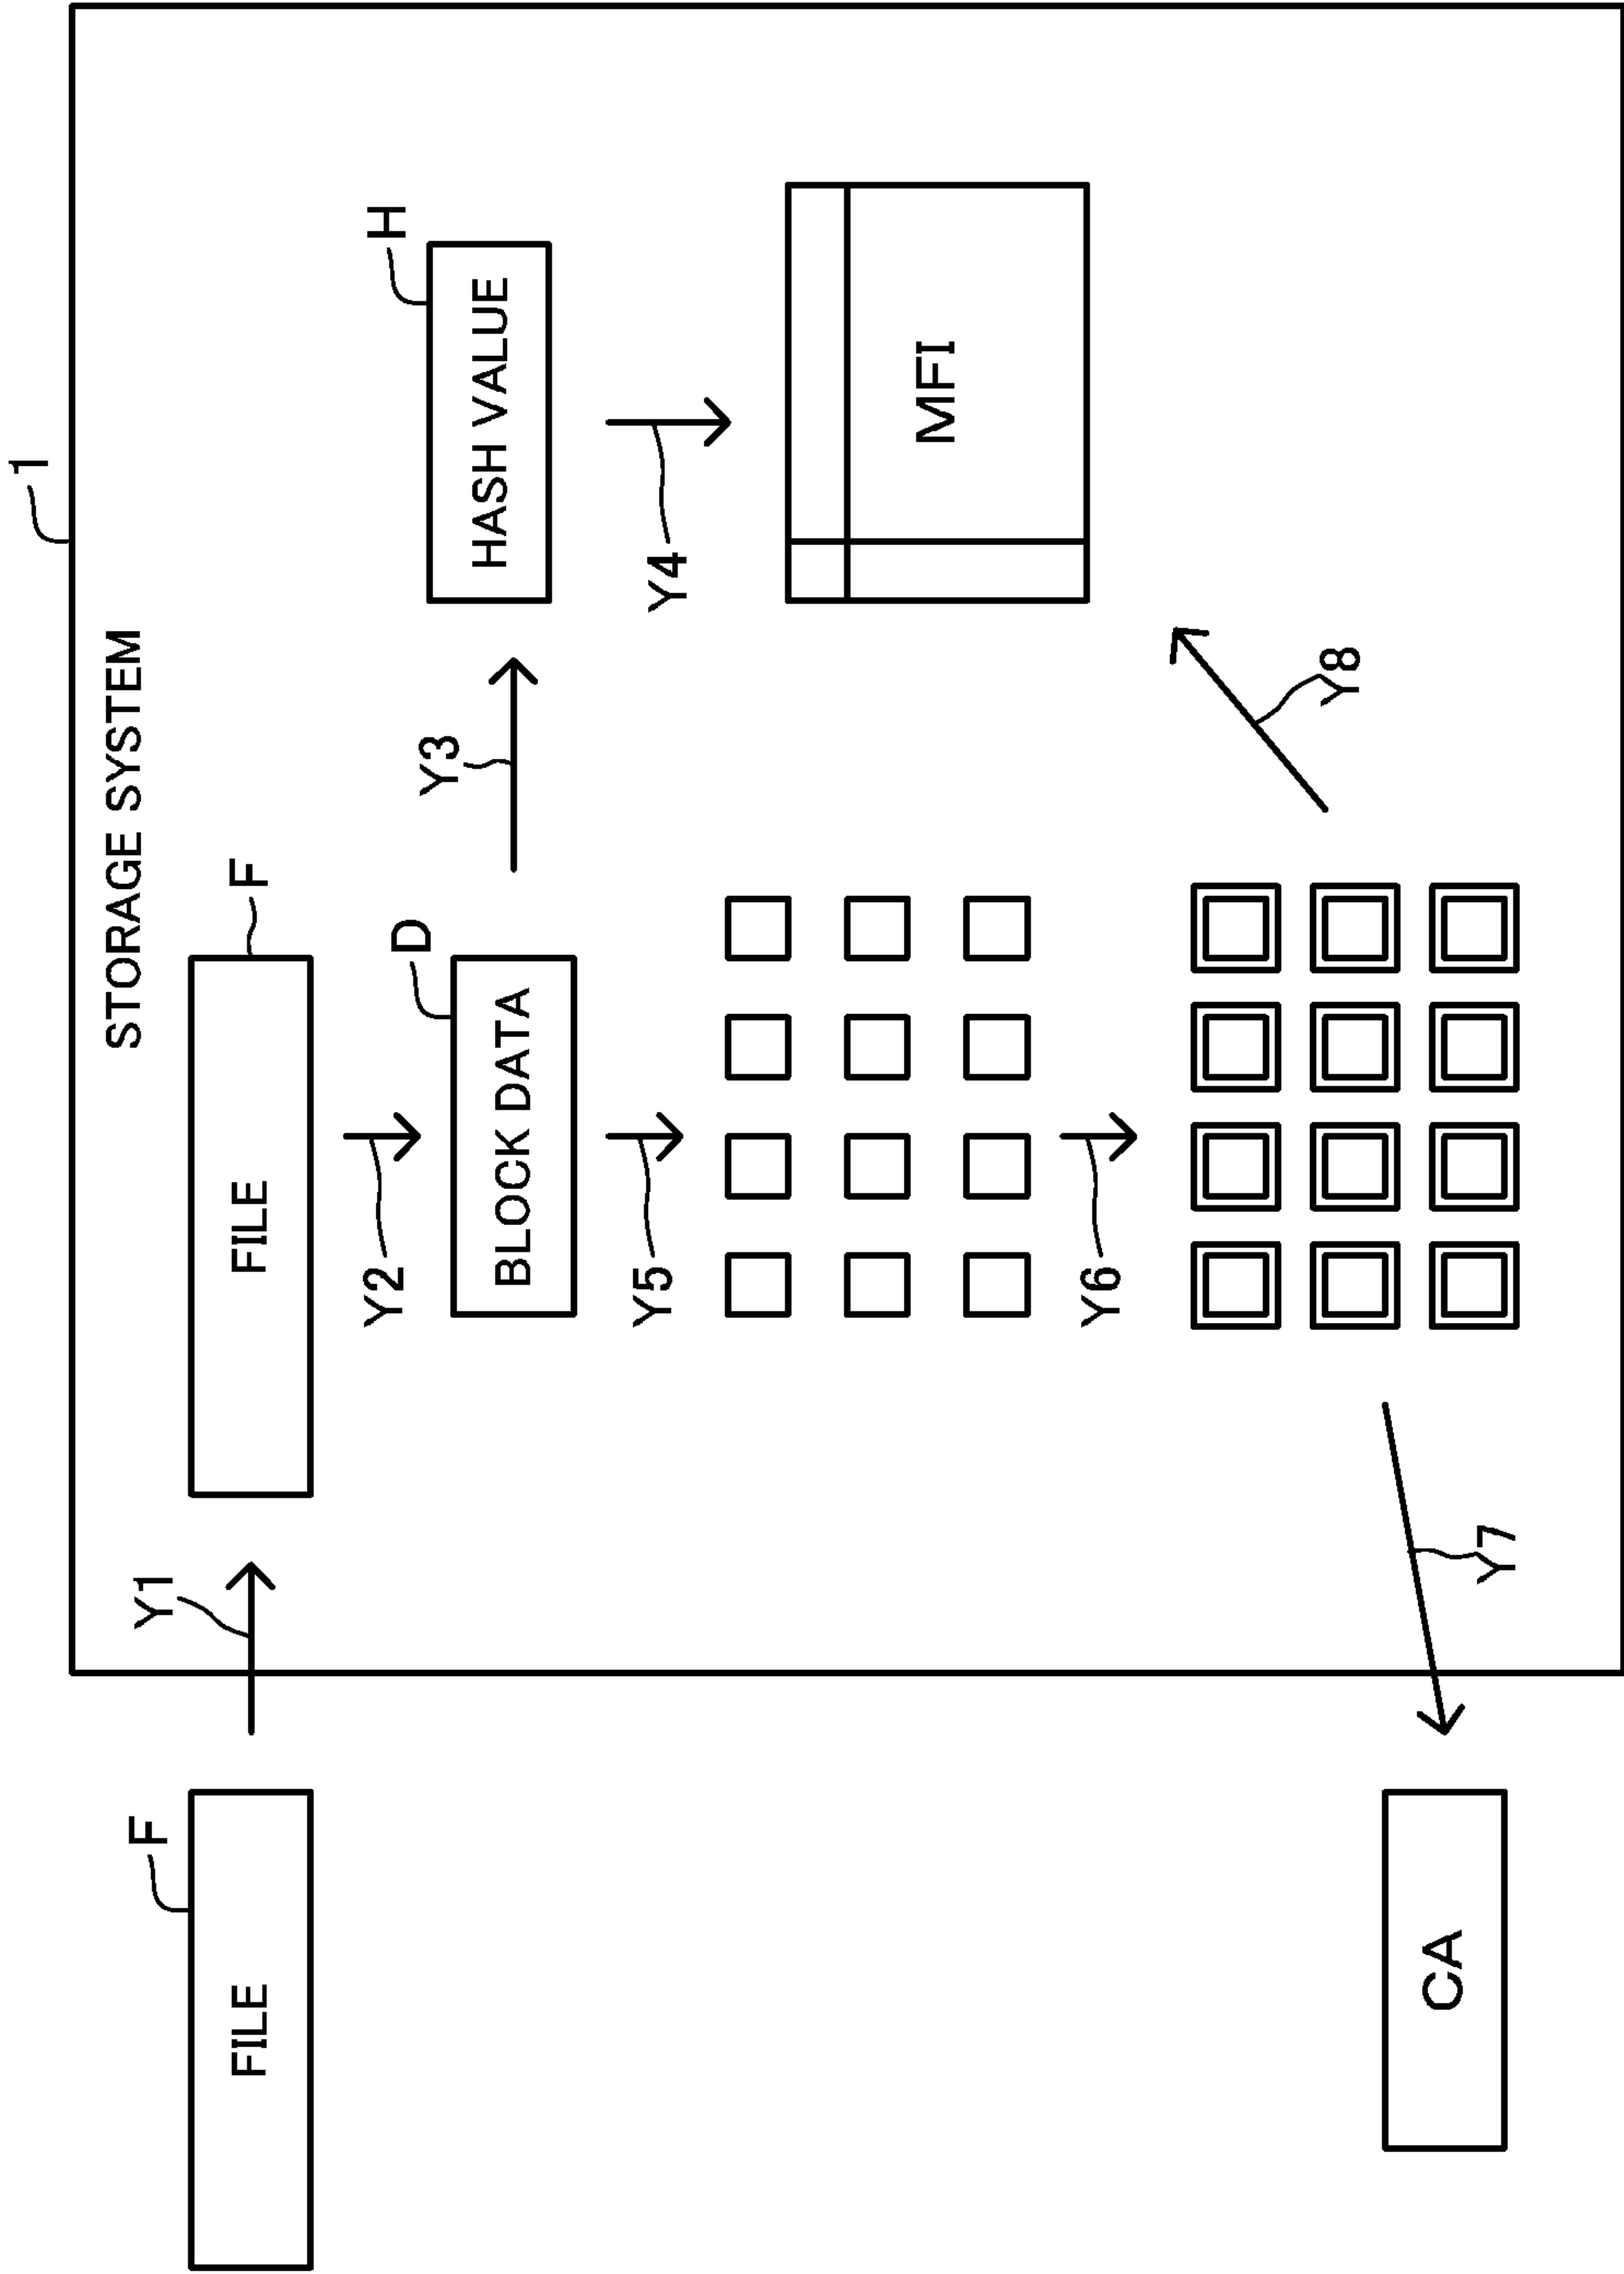 1
STORAGE SYSTEM
F
FILE
Y1
F
FILE
Y2
D
BLOCK DATA
Y3
H
HASH VALUE
Y5
Y4
MFI
Y6
Y8
Y7
CA